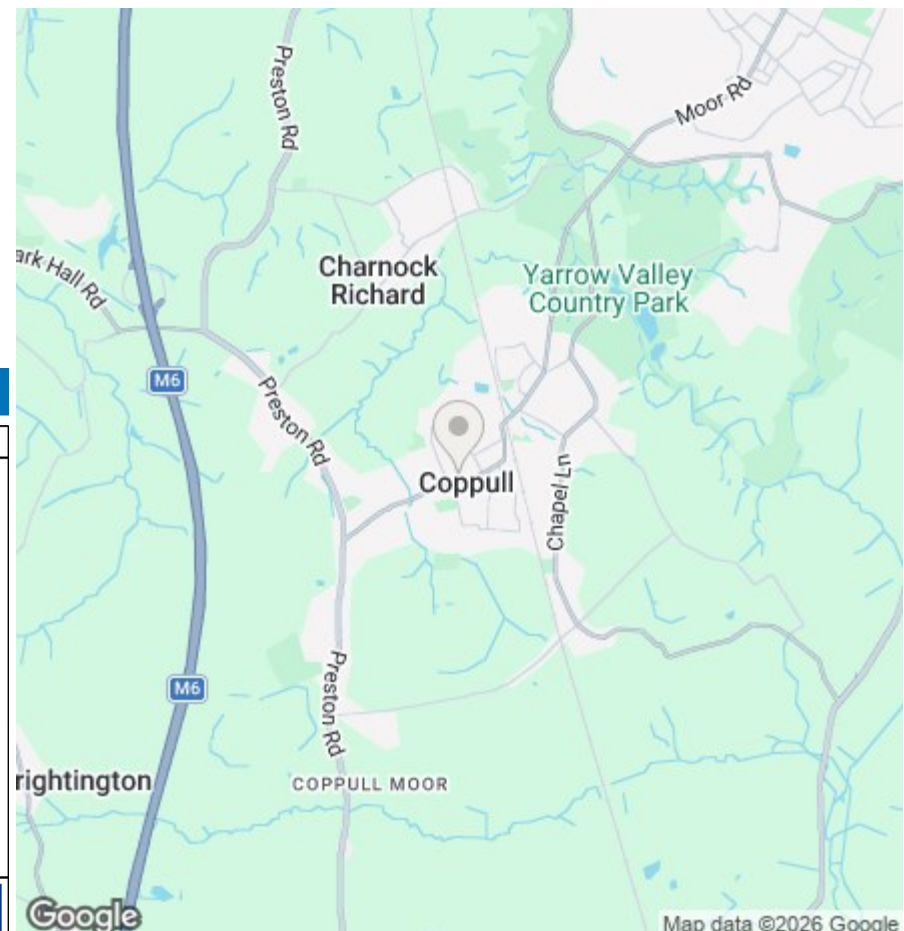 Preston Rd
Moor Rd
ark Hall Rd
Charnock
Richard
Yarrow Valley
Country Park
M6
Preston Rd
Coppull
Chapel Ln
M6
Preston Rd
rightington
COPPULL MOOR
Google
Map data ©2026 Google